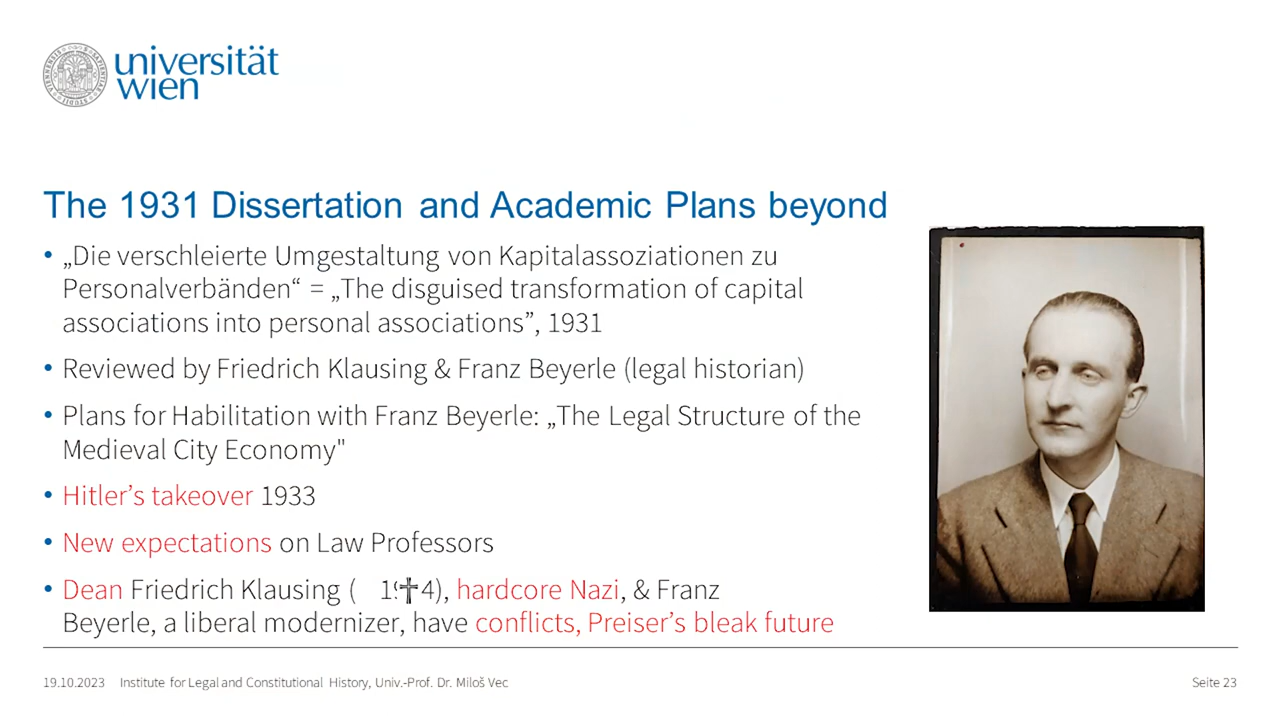 universität
wien
The 1931 Dissertation and Academic Plans beyond
• „Die verschleierte Umgestaltung von Kapitalassoziationen zu
Personalverbänden“ = „The disguised transformation of capital
associations into personal associations”, 1931
• Reviewed by Friedrich Klausing & Franz Beyerle (legal historian)
• Plans for Habilitation with Franz Beyerle: „The Legal Structure of the
Medieval City Economy"
• Hitler’s takeover 1933
• New expectations on Law Professors
• Dean Friedrich Klausing ( ✝4), hardcore Nazi, & Franz
Beyerle, a liberal modernizer, have conflicts, Preiser’s bleak future
19.10.2023 Institute for Legal and Constitutional History, Univ.-Prof. Dr. Miloš Vec
Seite 23